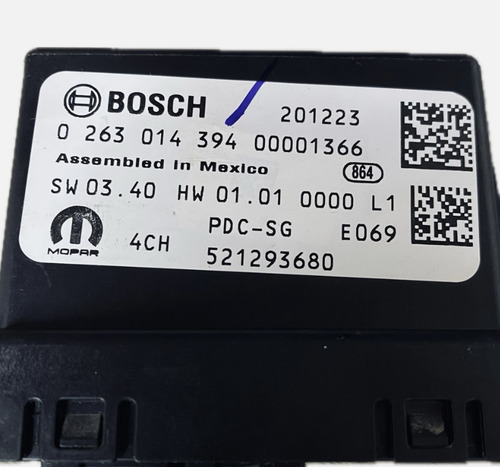 BOSCH 201223
0 263 014 394 00001366
Assembled in Mexico 864
SW 03.40 HW 01.01 0000 L1
PDC-SG E069
MOPAR 4CH 521293680